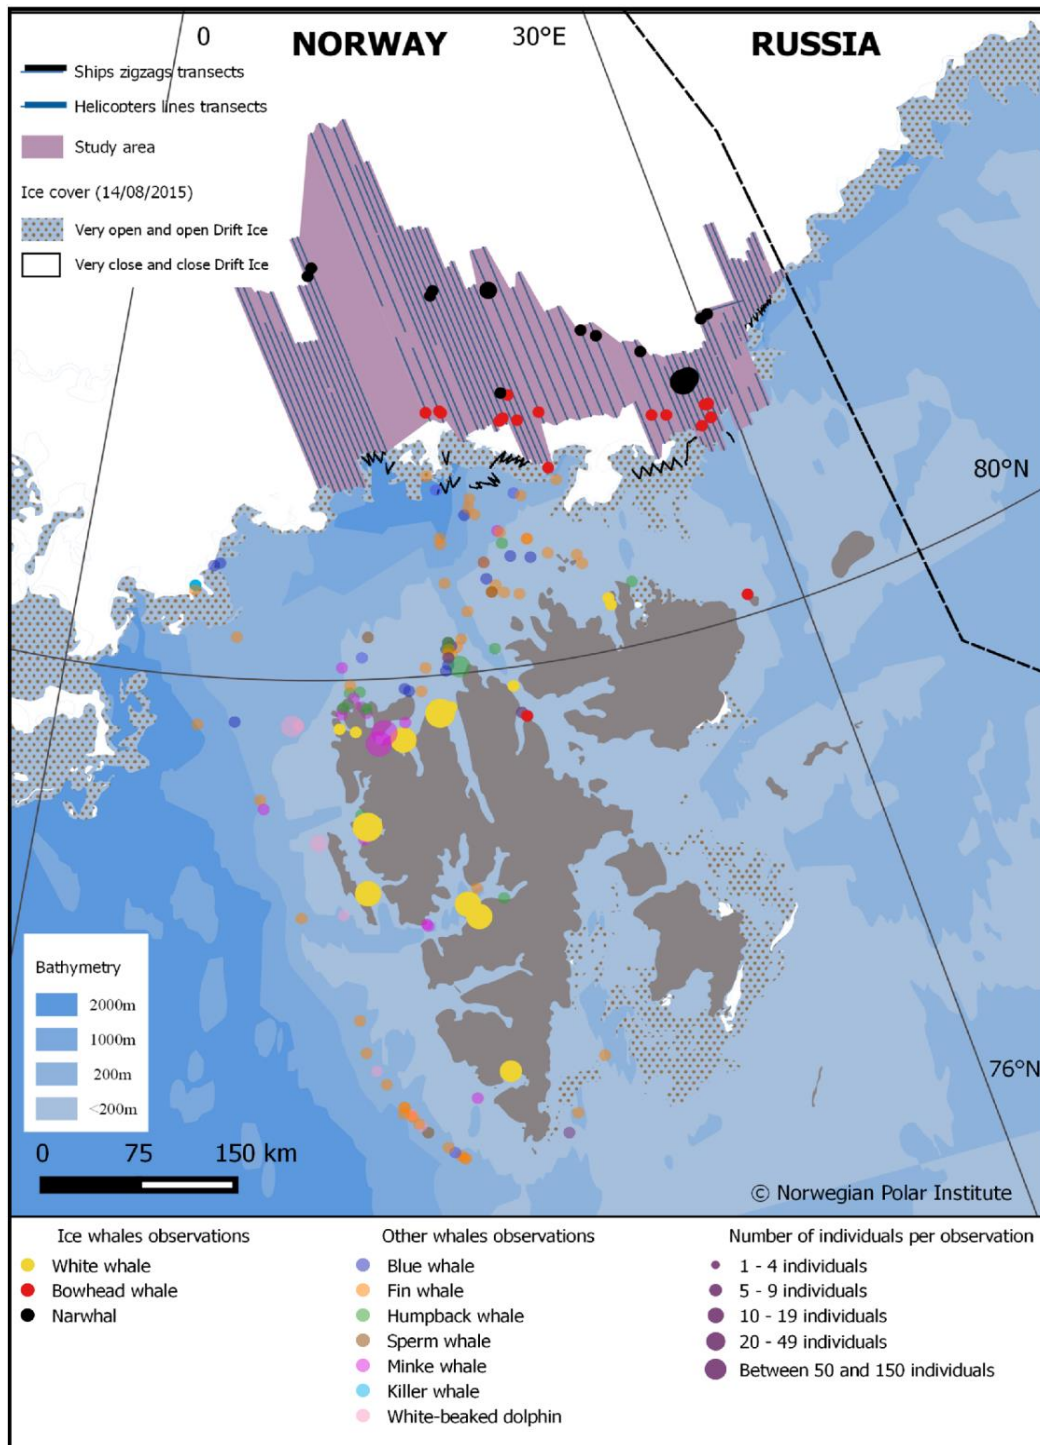 0
NORWAY
30°E
RUSSIA
Ships zigzags transects
Helicopters lines transects
Study area
Ice cover (14/08/2015)
Very open and open Drift Ice
Very close and close Drift Ice
80°N
Bathymetry
2000m
1000m
200m
<200m
76°N
0 75 150 km
© Norwegian Polar Institute
Ice whales observations
White whale
Bowhead whale
Narwhal
Other whales observations
Blue whale
Fin whale
Humpback whale
Sperm whale
Minke whale
Killer whale
White-beaked dolphin
Number of individuals per observation
1 - 4 individuals
5 - 9 individuals
10 - 19 individuals
20 - 49 individuals
Between 50 and 150 individuals